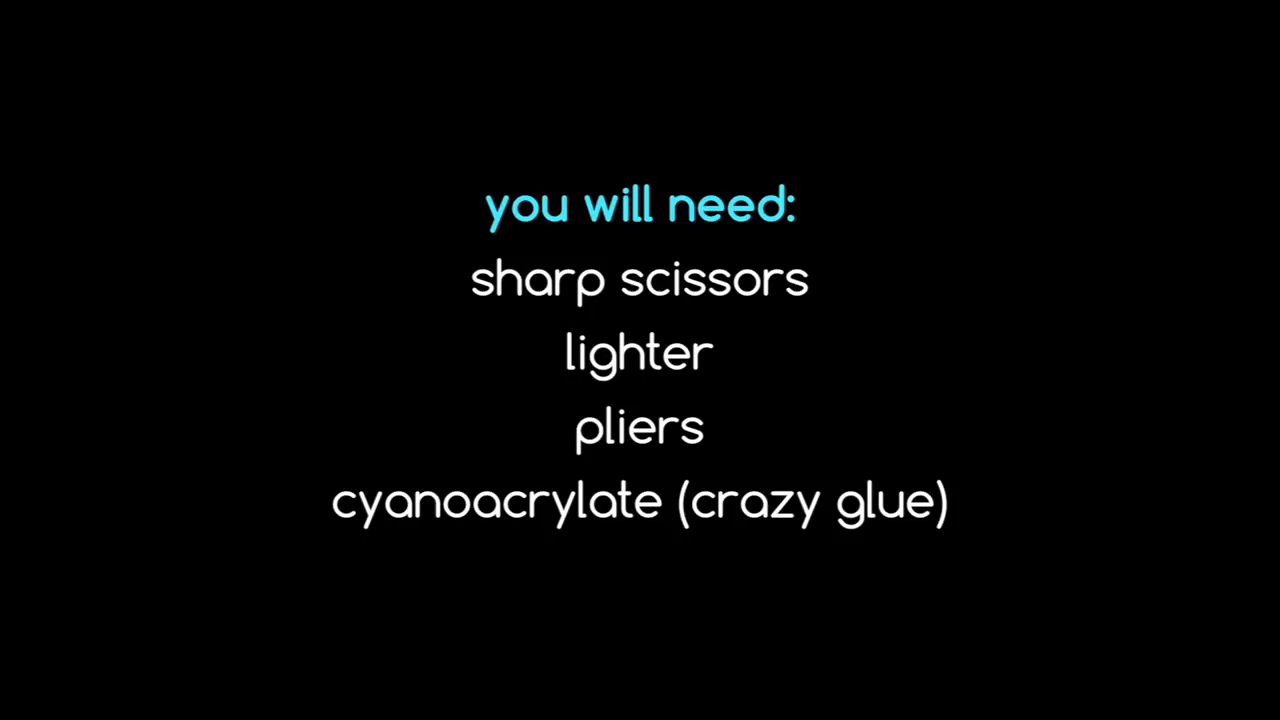 you will need:
sharp scissors
lighter
pliers
cyanoacrylate (crazy glue)